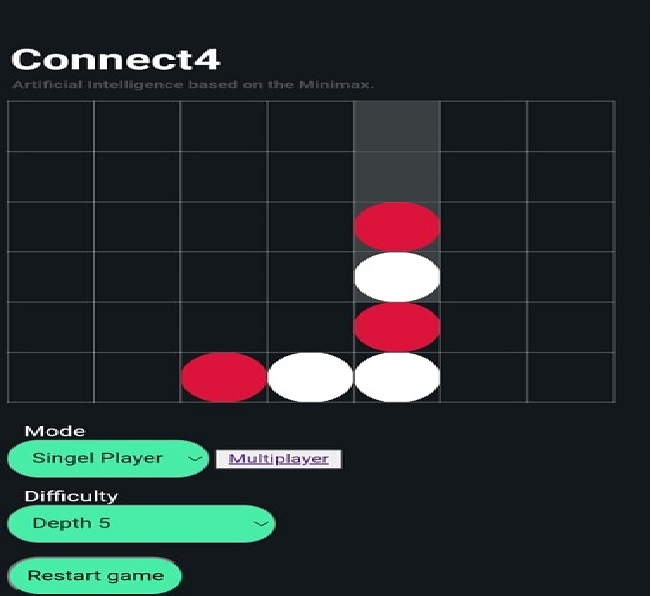 Connect4
Artificial Intelligence based on the Minimax.
Mode
Singel Player
Multiplayer
Difficulty
Depth 5
Restart game